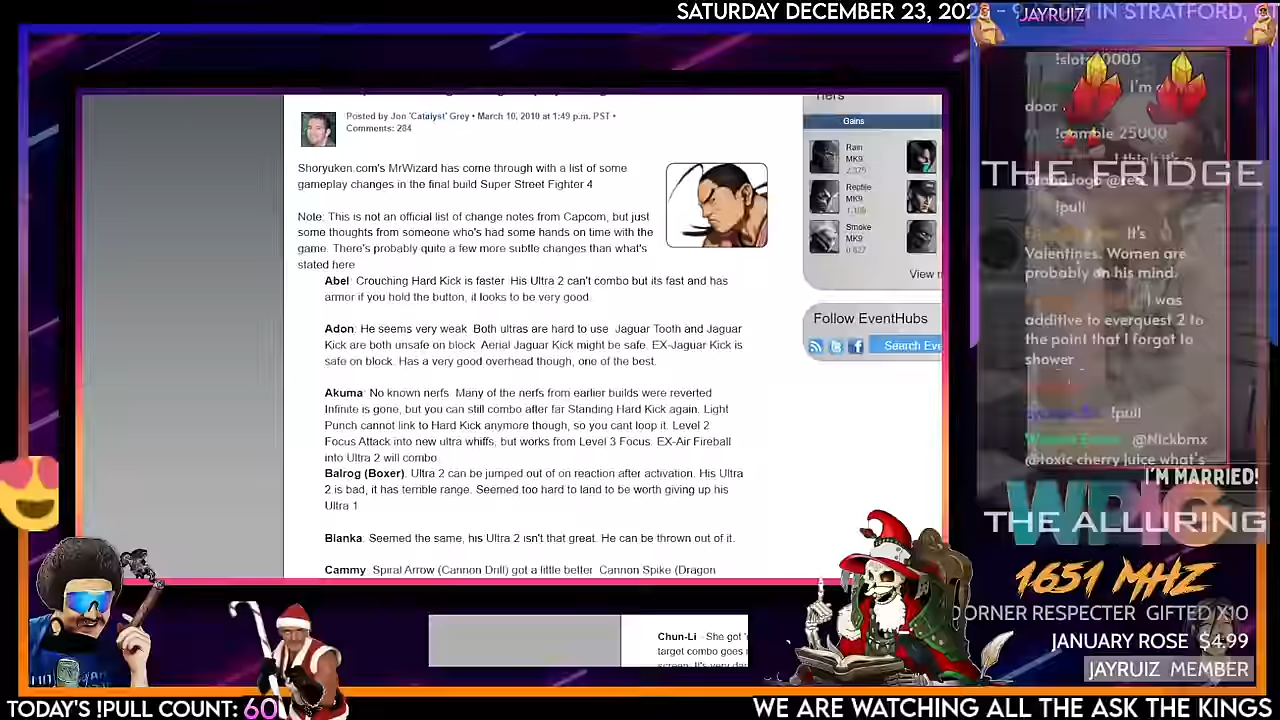 SATURDAY DECEMBER 23, 202
IN STRATFORD,
JAYRUIZ
Posted by Jon 'Catalyst' Grey • March 10, 2010 at 1:49 p.m. PST •
Comments: 284
Shoryuken.com's MrWizard has come through with a list of some
gameplay changes in the final build Super Street Fighter 4
Note: This is not an official list of change notes from Capcom, but just
some thoughts from someone who's had some hands on time with the
game. There's probably quite a few more subtle changes than what's
stated here
Abel: Crouching Hard Kick is faster His Ultra 2 can't combo but its fast and has
armor if you hold the button, it looks to be very good.
Adon: He seems very weak Both ultras are hard to use Jaguar Tooth and Jaguar
Kick are both unsafe on block Aerial Jaguar Kick might be safe. EX-Jaguar Kick is
safe on block. Has a very good overhead though, one of the best.
Akuma: No known nerfs. Many of the nerfs from earlier builds were reverted
Infinite is gone, but you can still combo after far Standing Hard Kick again. Light
Punch cannot link to Hard Kick anymore though, so you cant loop it. Level 2
Focus Attack into new ultra whiffs, but works from Level 3 Focus. EX-Air Fireball
into Ultra 2 will combo
Balrog (Boxer). Ultra 2 can be jumped out of on reaction after activation. His Ultra
2 is bad, it has terrible range. Seemed too hard to land to be worth giving up his
Ultra 1
Blanka. Seemed the same, his Ultra 2 isn't that great. He can be thrown out of it.
Cammy Spiral Arrow (Cannon Drill) got a little better Cannon Spike (Dragon
Tiers
Gains
Rain
MK9
2.375
Reptile
MK9
Smoke
MK9
0.627
View
Follow EventHubs
Search Eve
Chun-Li - She got
target combo goes
!slots
0000
I'm
door
!gamble 25000
I think it's a
THE FRIDGE
!pull
It's
Valentines. Women are
probably on his mind.
I was
additive to everquest 2 to
the point that I forgot to
shower
!pull
@Nickbmx
@toxic cherry juice what's
I'M MARRIED!
THE ALLURING
1651 MHZ
CORNER RESPECTER GIFTED X10
JANUARY ROSE $4.99
JAYRUIZ MEMBER
TODAY'S !PULL COUNT: 60
WE ARE WATCHING ALL THE ASK THE KINGS